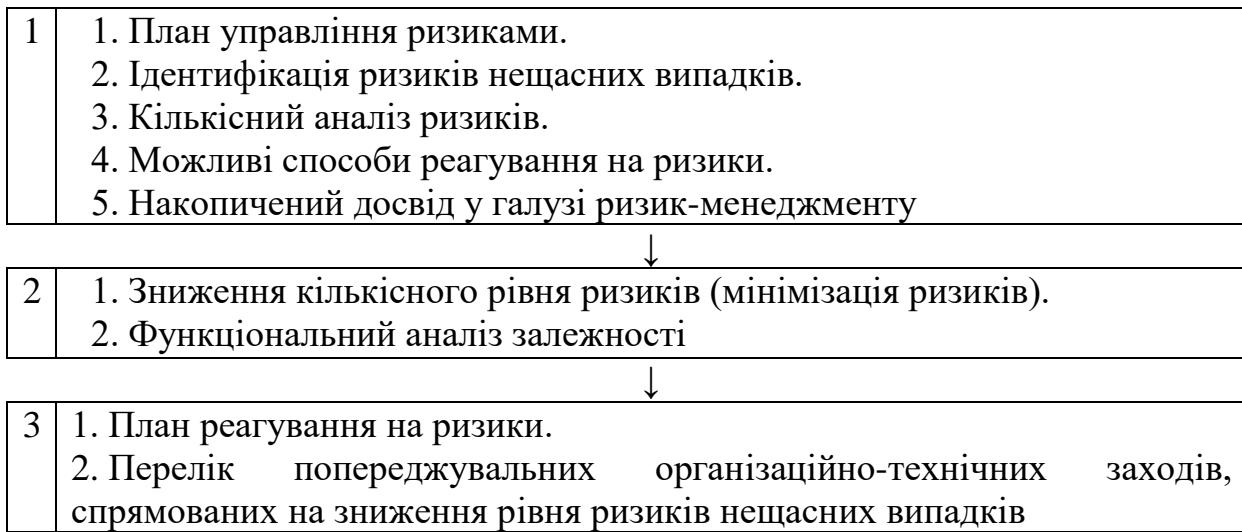 1 1. План управління ризиками.
2. Ідентифікація ризиків нещасних випадків.
3. Кількісний аналіз ризиків.
4. Можливі способи реагування на ризики.
5. Накопичений досвід у галузі ризик-менеджменту
↓
2 1. Зниження кількісного рівня ризиків (мінімізація ризиків).
2. Функціональний аналіз залежності
↓
3 1. План реагування на ризики.
2. Перелік попереджувальних організаційно-технічних заходів,
спрямованих на зниження рівня ризиків нещасних випадків